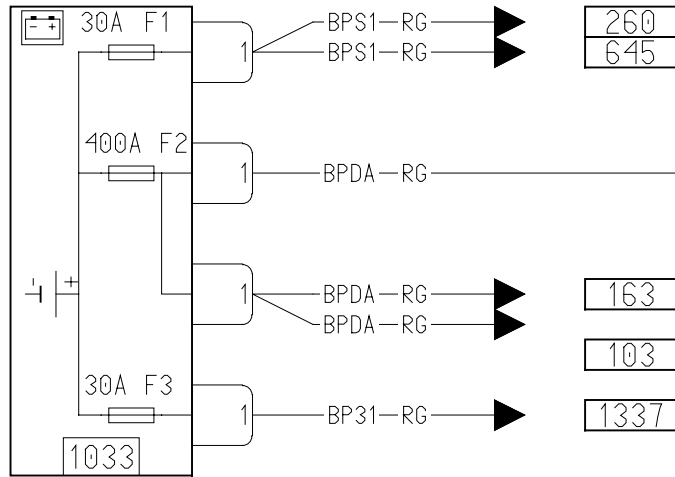 30A F1
1
BPS1-RG
260
BPS1-RG
645
400A F2
1
BPDA-RG
- +
1
BPDA-RG
163
BPDA-RG
103
30A F3
1
BP31-RG
1337
1033